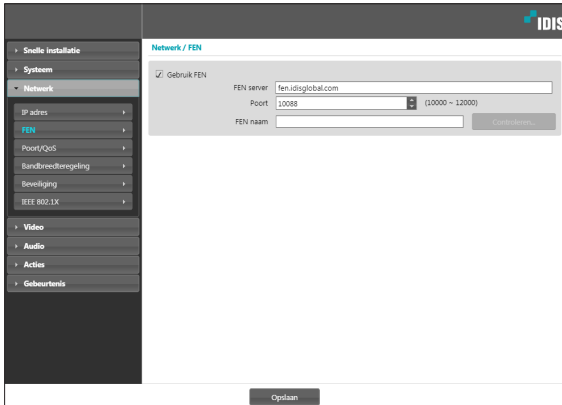 IDIS
Snelle installatie
Systeem
Netwerk
IP adres
FEN
Poort/QoS
Bandbreedteregeling
Beveiliging
IEEE 802.1X
Video
Audio
Acties
Gebeurtenis
Netwerk / FEN
Gebruik FEN
FEN server fen.idisglobal.com
Poort 10088 (10000 ~ 12000)
FEN naam Controleren...
Opslaan